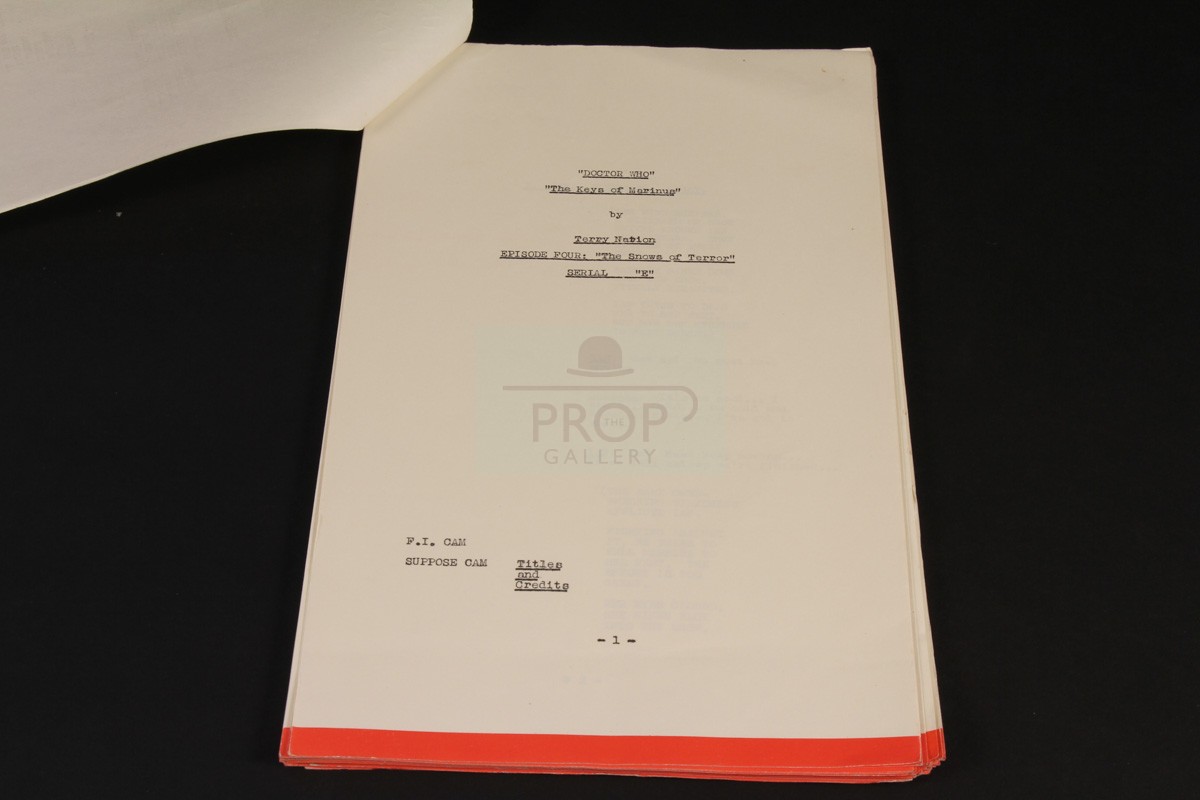 "DOCTOR WHO"
"The Keys of Marinus"
by
Terry Nation
EPISODE FOUR: "The Snows of Terror"
SERIAL "E"
THE
PROP
GALLERY
F.I. CAM
SUPPOSE CAM Titles
and
Credits
- 1 -